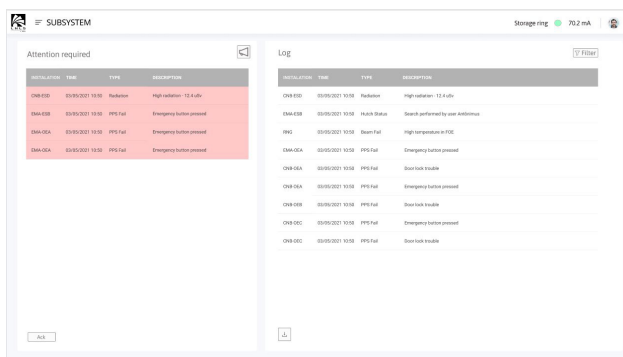 SUBSYSTEM
Storage ring 70.2 mA
Attention required
INSTALATION TIME TYPE DESCRIPTION
CNB-ESD 03/05/2021 10:50 Radiation High radiation - 12.4 uSv
EMA-ESB 03/05/2021 10:50 PPS Fail Emergency button pressed
EMA-OEA 03/05/2021 10:50 PPS Fail Emergency button pressed
EMA-OEA 03/05/2021 10:50 PPS Fail Emergency button pressed
Ack
Log
Filter
INSTALATION TIME TYPE DESCRIPTION
CNB-ESD 03/05/2021 10:50 Radiation High radiation - 12.4 uSv
EMA-ESB 03/05/2021 10:50 Hutch Status Search performed by user
RNG 03/05/2021 10:50 Beam Fail High temperature in FOE
EMA-OEA 03/05/2021 10:50 PPS Fail Emergency button pressed
CNB-OEA 03/05/2021 10:50 PPS Fail Door lock trouble
CNB-OEA 03/05/2021 10:50 PPS Fail Emergency button pressed
CNB-OEB 03/05/2021 10:50 PPS Fail Door lock trouble
CNB-OEC 03/05/2021 10:50 PPS Fail Emergency button pressed
CNB-OEC 03/05/2021 10:50 PPS Fail Door lock trouble